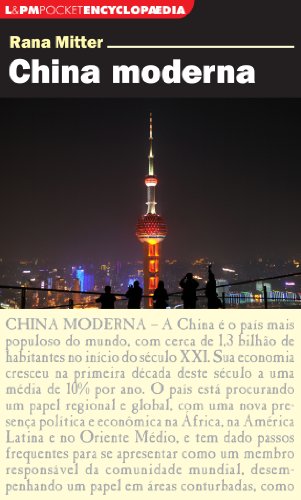 L&PM POCKET ENCYCLOPAEDIA
Rana Mitter
China moderna
CHINA MODERNA – A China é o país mais
populoso do mundo, com cerca de 1,3 bilhão de
habitantes no início do século XXI. Sua economia
cresceu na primeira década deste século a uma
média de 10% por ano. O país está procurando
um papel regional e global, com uma nova pre-
sença política e econômica na África, na América
Latina e no Oriente Médio, e tem dado passos
frequentes para se apresentar como um membro
responsável da comunidade mundial, desem-
penhando um papel em áreas conturbadas, como